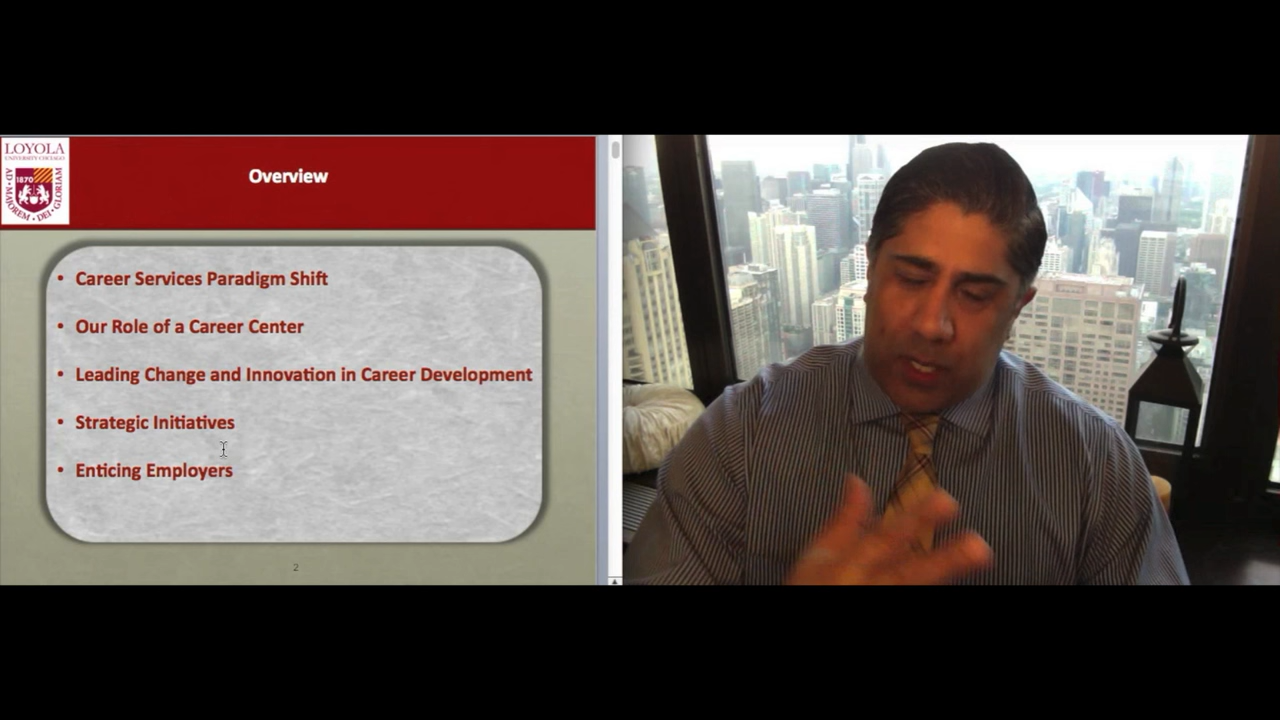 LOYOLA
UNIVERSITY CHICAGO
1870
AD • MAJOREM • DEI • GLORIAM
Overview
• Career Services Paradigm Shift
• Our Role of a Career Center
• Leading Change and Innovation in Career Development
• Strategic Initiatives
• Enticing Employers
2